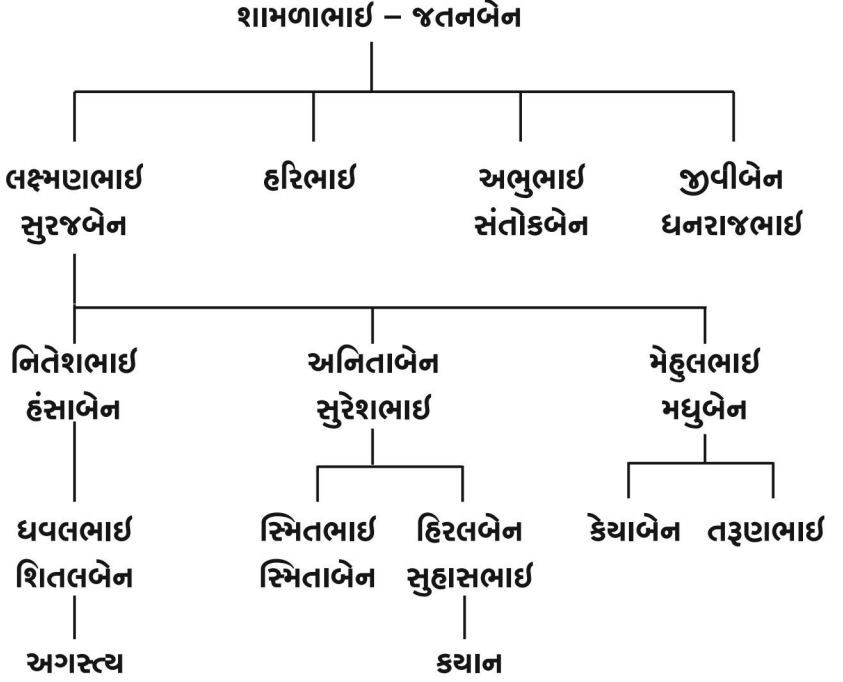 શામળાભાઈ – જતનબેન
લક્ષ્મણભાઈ હરિભાઈ અભુભાઈ જીવીબેન
સુરજબેન સંતોકબેન ધનરાજભાઈ
નિતેશભાઈ અનિતાબેન મેહુલભાઈ
હંસાબેન સુરેશભાઈ મધુબેન
ધવલભાઈ સ્મિતભાઈ હિરલબેન કેયાબેન તરૂણભાઈ
શિતલબેન સ્મિતાબેન સુહાસભાઈ
અગસ્ત્ય કયાન